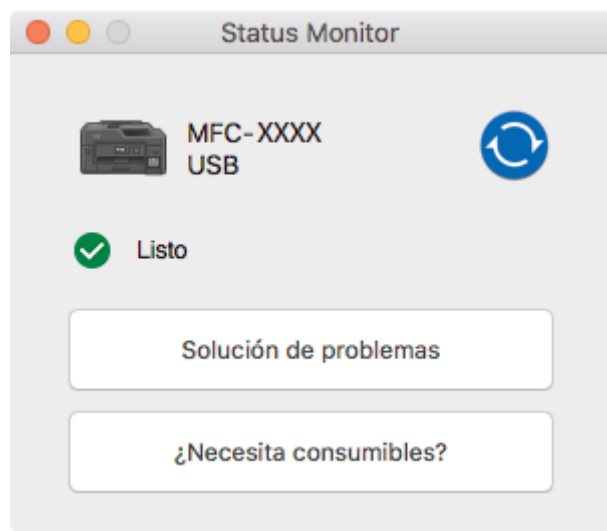 Status Monitor
MFC-XXXX
USB
Listo
Solución de problemas
¿Necesita consumibles?